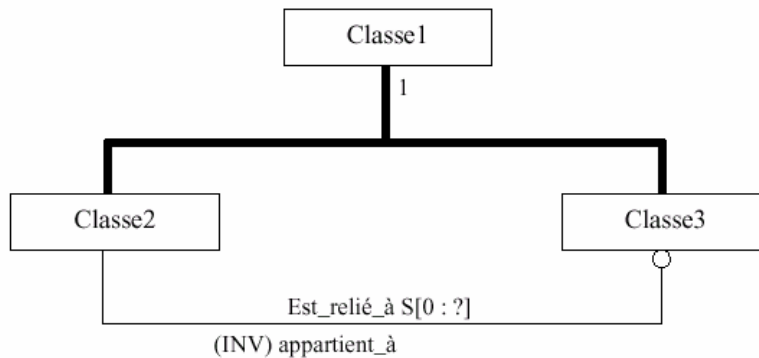 Classe1
1
Classe2
Classe3
Est_relié_à S[0 : ?]
(INV) appartient_à